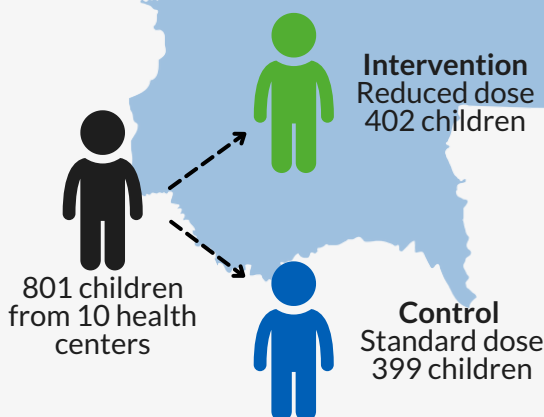 Intervention
Reduced dose
402 children
801 children
from 10 health
centers
Control
Standard dose
399 children